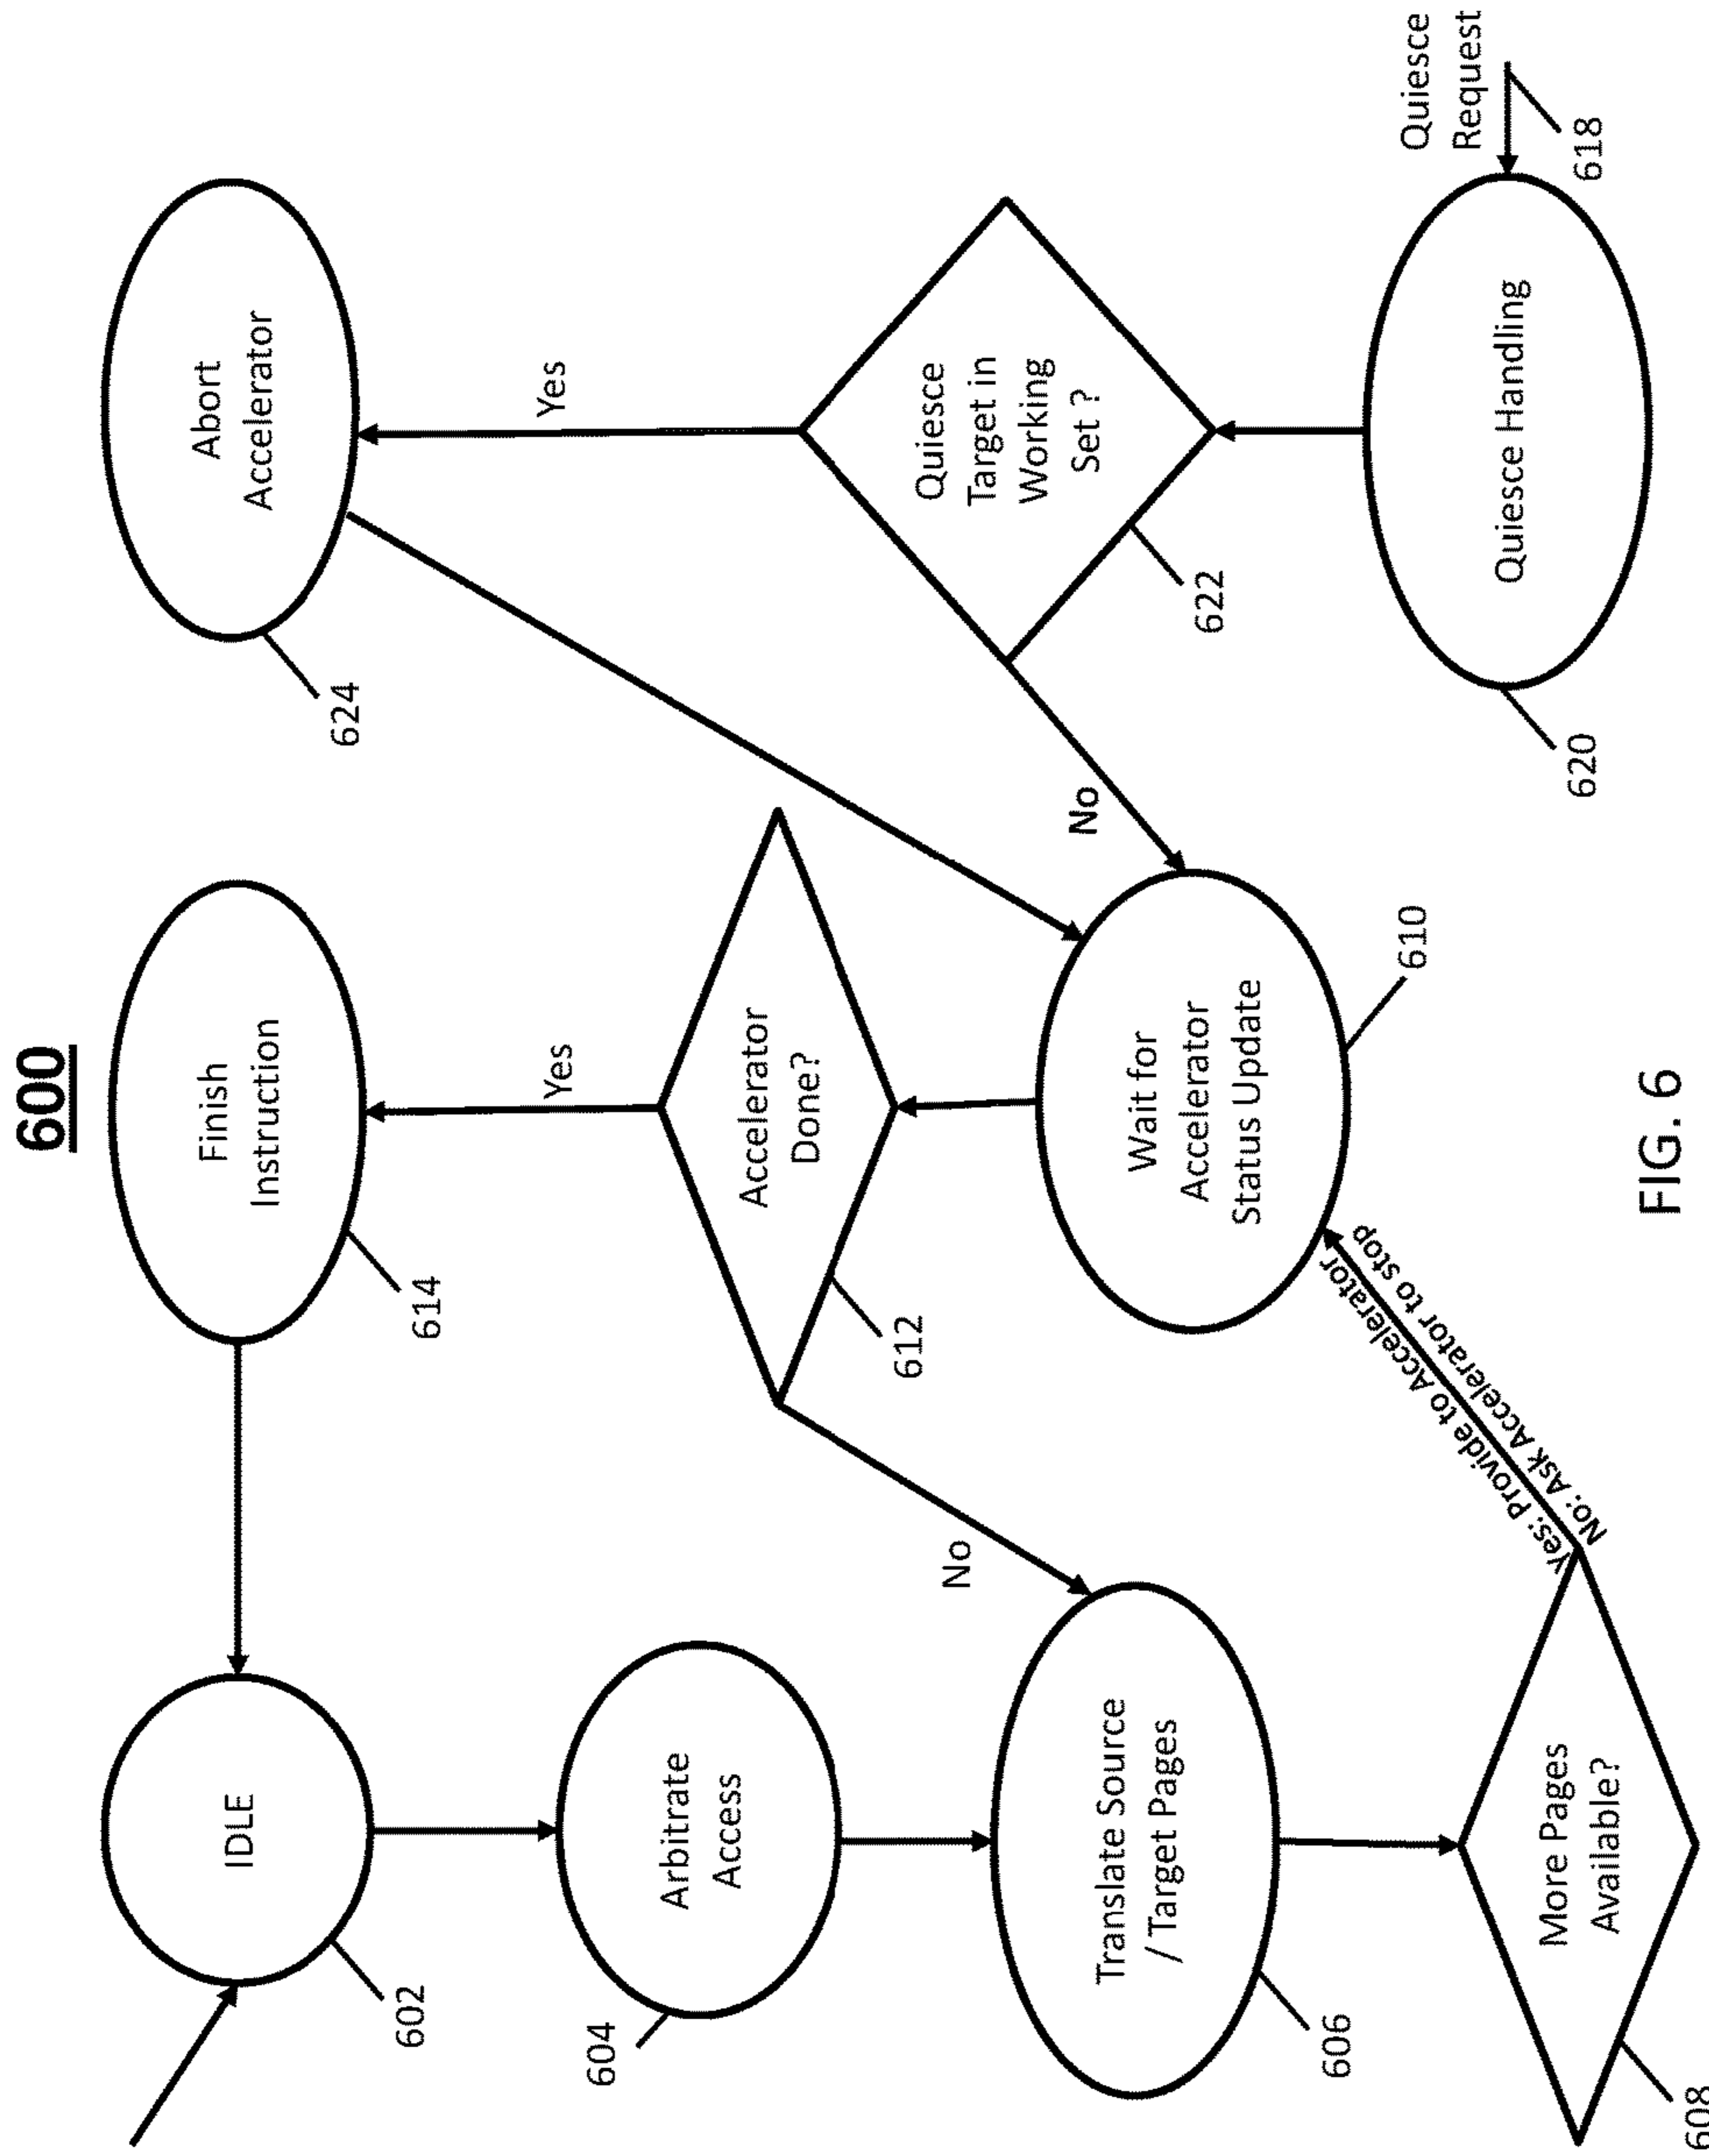 600
IDLE
602
Arbitrate
Access
604
Translate Source
/ Target Pages
606
More Pages
Available?
608
Yes: Provide to Accelerator
No: Ask Accelerator to stop
Finish
Instruction
614
Yes
Accelerator
Done?
612
No
Wait for
Accelerator
Status Update
610
Abort
Accelerator
624
Yes
Quiesce
Target in
Working
Set ?
622
No
Quiesce Handling
620
Quiesce
Request
618
FIG. 6